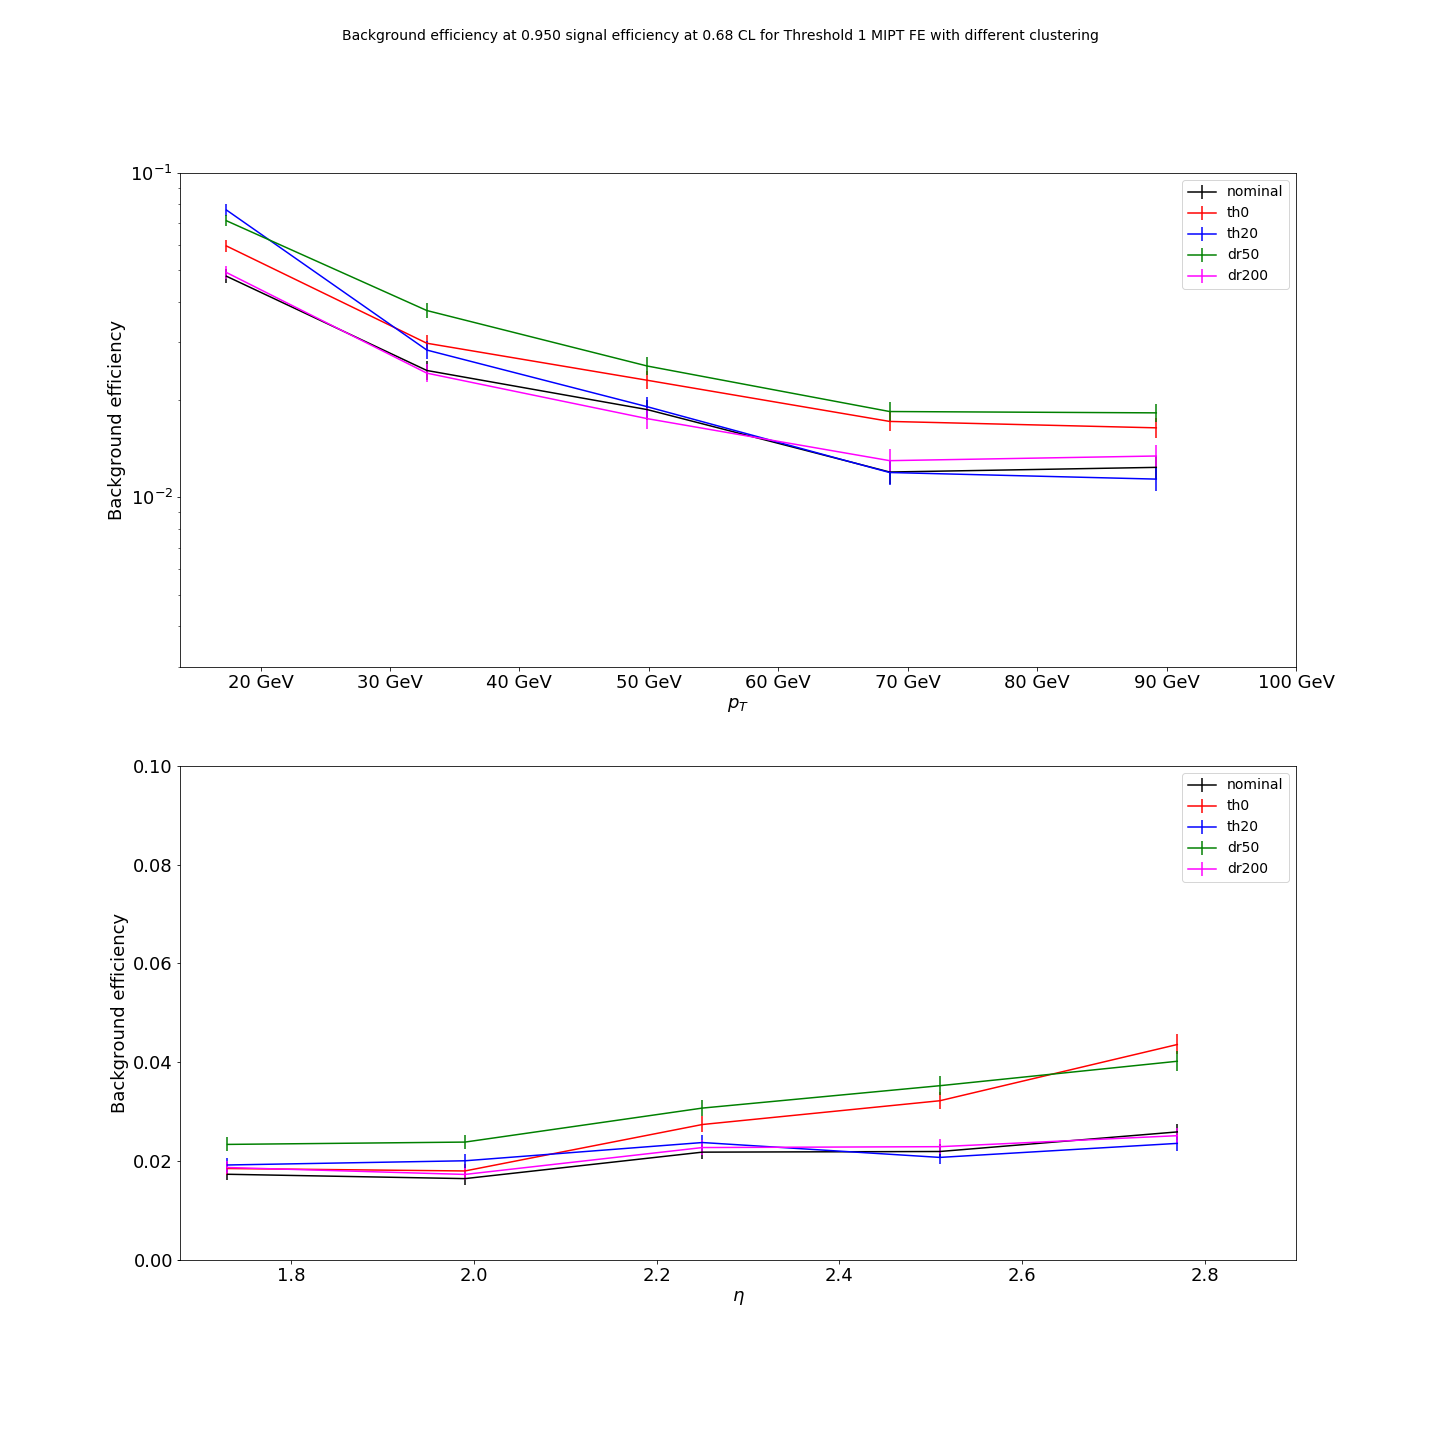 Background efficiency at 0.950 signal efficiency at 0.68 CL for Threshold 1 MIPT FE with different clustering
10⁻¹
10⁻²
Background efficiency
nominal
th0
th20
dr50
dr200
20 GeV 30 GeV 40 GeV 50 GeV 60 GeV 70 GeV 80 GeV 90 GeV 100 GeV
p_T
0.10
0.08
0.06
0.04
0.02
0.00
Background efficiency
nominal
th0
th20
dr50
dr200
1.8 2.0 2.2 2.4 2.6 2.8
η